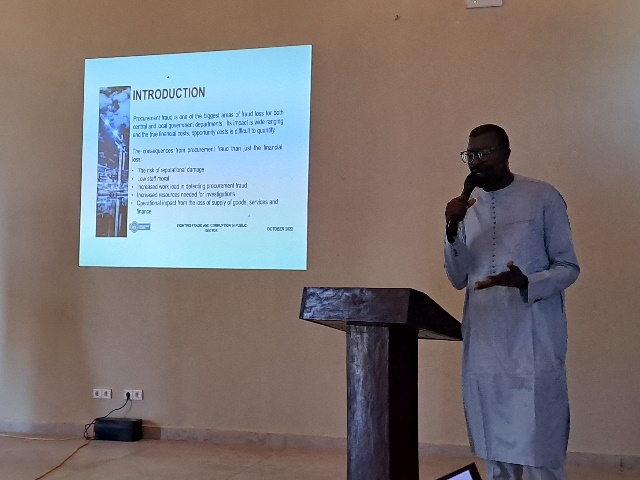 INTRODUCTION
Procurement fraud is one of the biggest areas of fraud loss for both
central and local government departments. Its impact is wide ranging
and the true financial costs, opportunity costs is difficult to quantify.
The consequences from procurement fraud than just the financial
loss:
• The risk of reputational damage
• Low staff moral
• Increased work load in detecting procurement fraud
• Increased resources needed for investigations
• Operational impact from the loss of supply of goods, services and
finance
FIGHTING FRAUD AND CORRUPTION IN PUBLIC
SECTOR
OCTOBER 2022